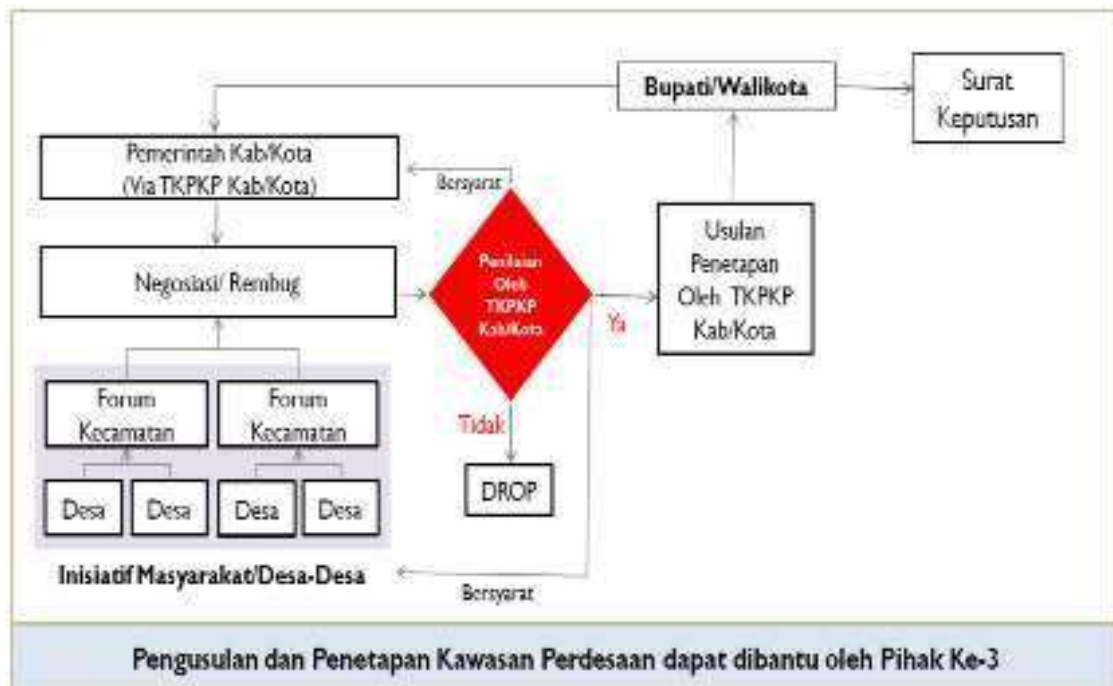 Bupati/Walikota
Surat
Keputusan
Pemerintah Kab/Kota
(Via TKPKP Kab/Kota)
Bersyarat
Negosiasi/ Rembug
Penilaian
Oleh
TKPKP
Kab/Kota
Ya
Usulan
Penetapan
Oleh TKPKP
Kab/Kota
Forum
Kecamatan
Forum
Kecamatan
Tidak
Desa
Desa
Desa
Desa
DROP
Inisiatif Masyarakat/Desa-Desa
Bersyarat
Pengusulan dan Penetapan Kawasan Perdesaan dapat dibantu oleh Pihak Ke-3